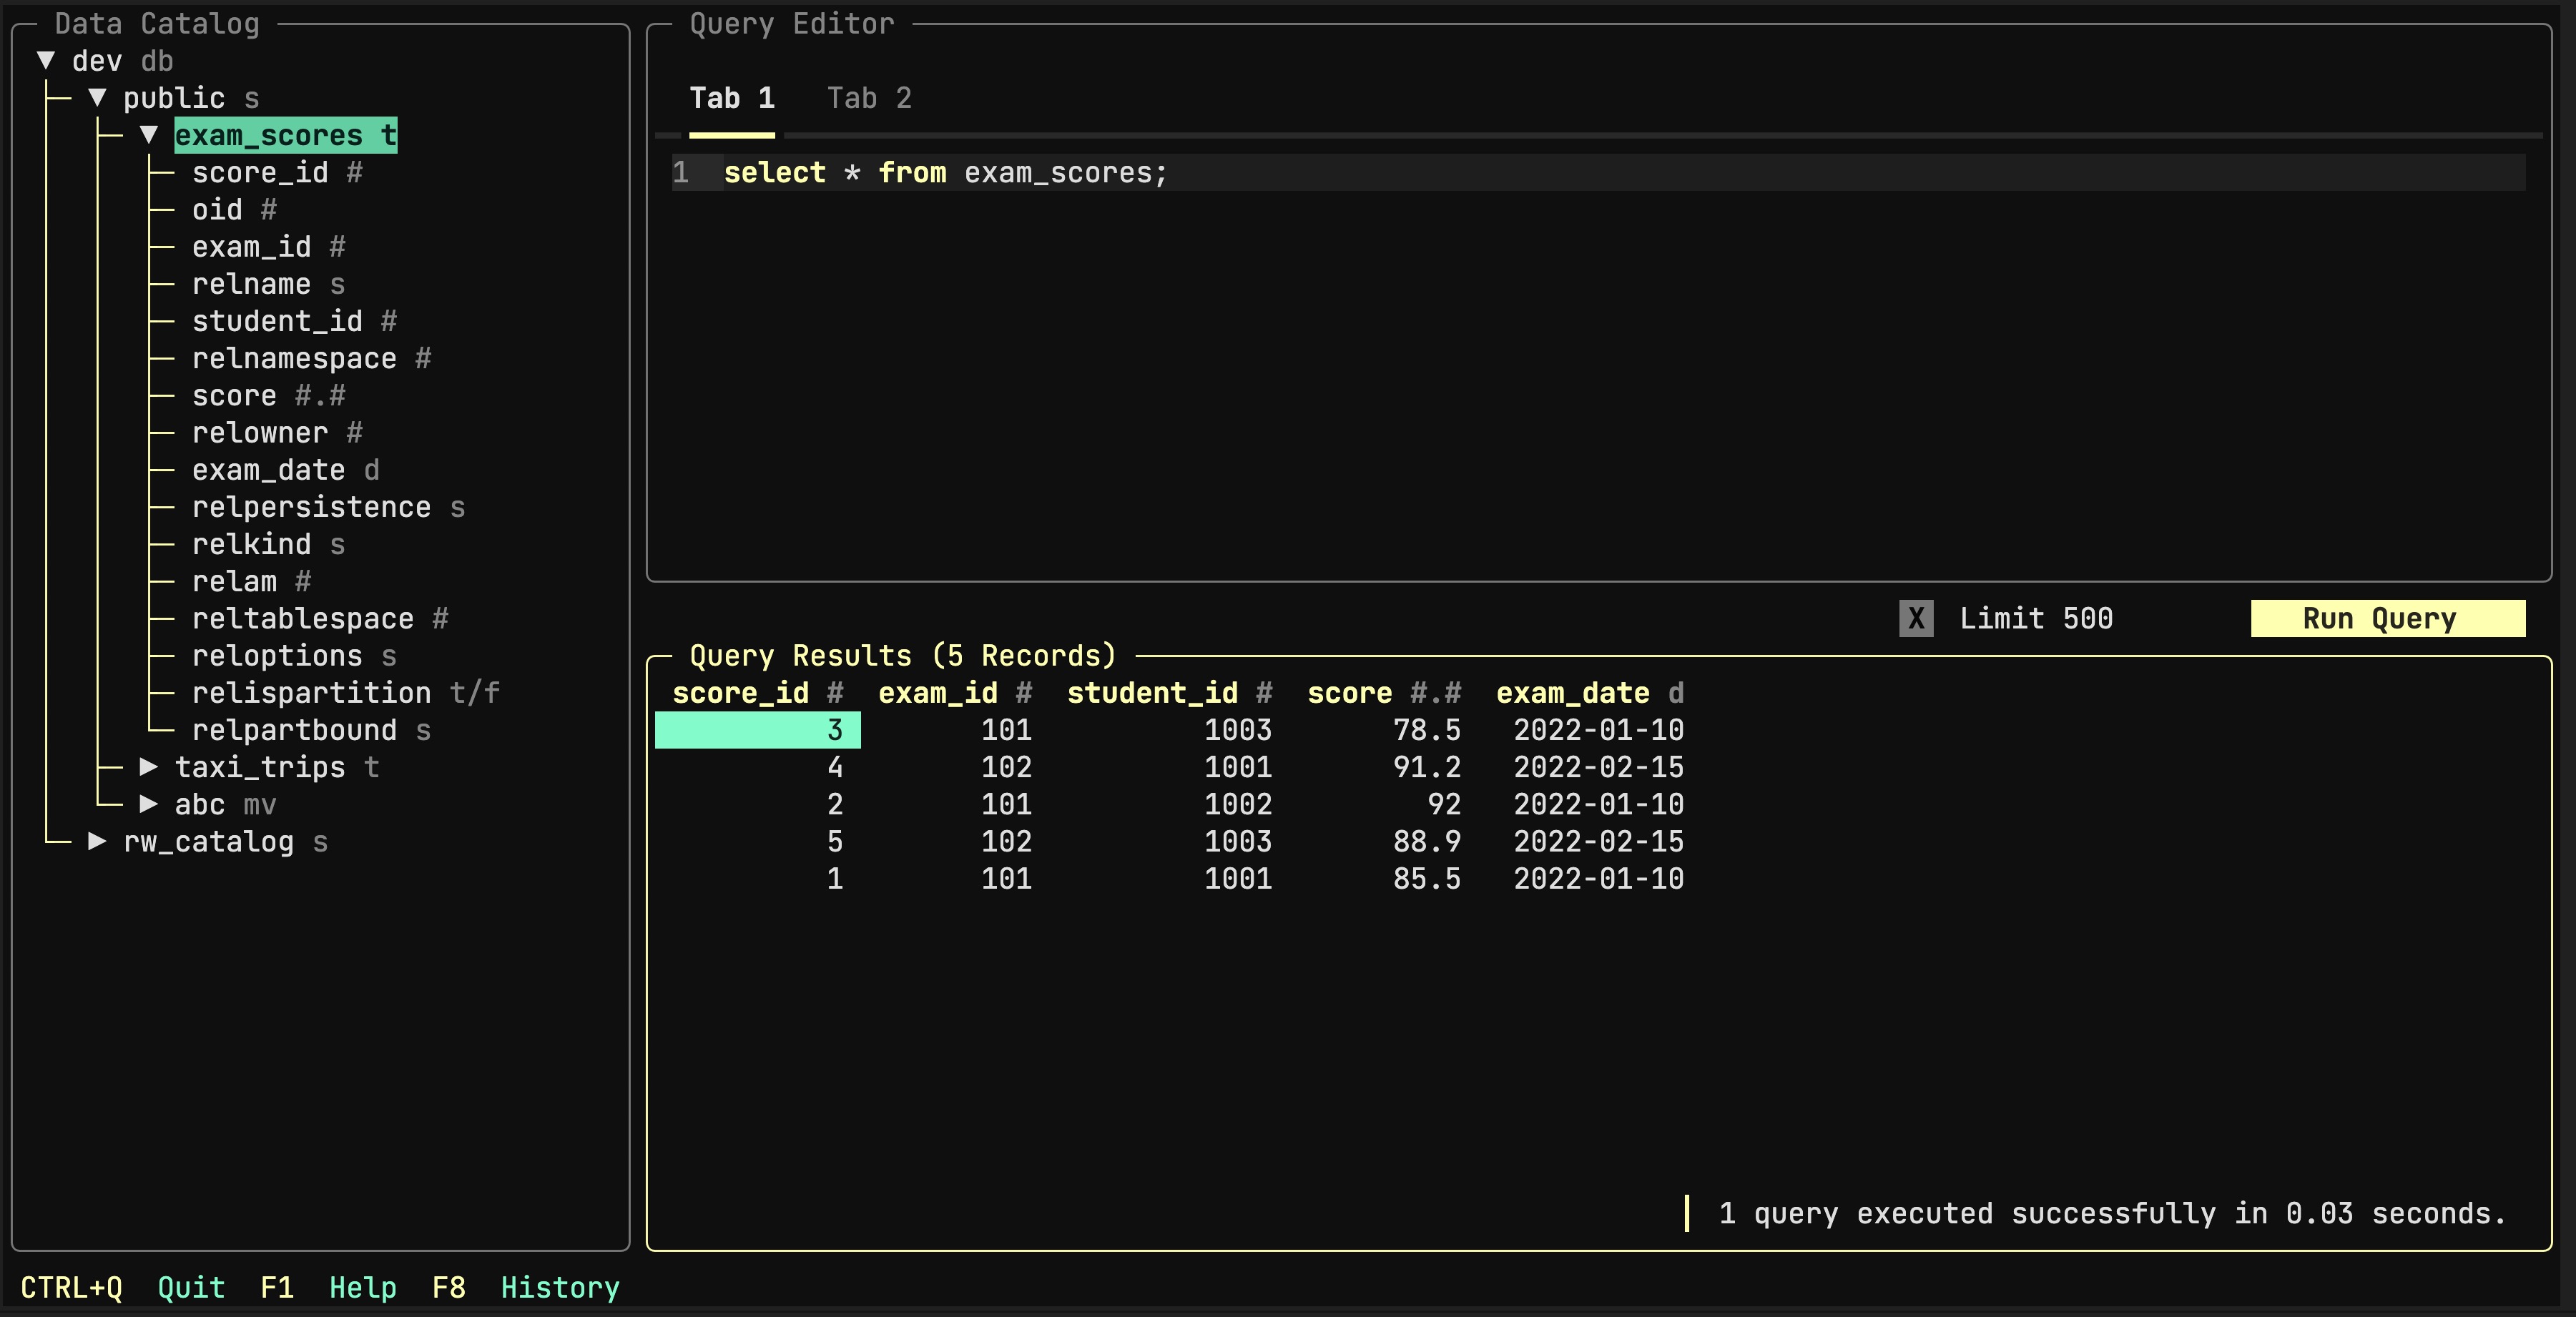 Data Catalog
▼ dev db
▼ public s
▼ exam_scores t
score_id #
oid #
exam_id #
relname s
student_id #
relnamespace #
score #.#
relowner #
exam_date d
relpersistence s
relkind s
relam #
reltablespace #
reloptions s
relispartition t/f
relpartbound s
▶ taxi_trips t
▶ abc mv
▶ rw_catalog s
Query Editor
Tab 1 Tab 2
1 select * from exam_scores;
X Limit 500 Run Query
Query Results (5 Records)
score_id # exam_id # student_id # score #.# exam_date d
3 101 1003 78.5 2022-01-10
4 102 1001 91.2 2022-02-15
2 101 1002 92 2022-01-10
5 102 1003 88.9 2022-02-15
1 101 1001 85.5 2022-01-10
1 query executed successfully in 0.03 seconds.
CTRL+Q Quit F1 Help F8 History